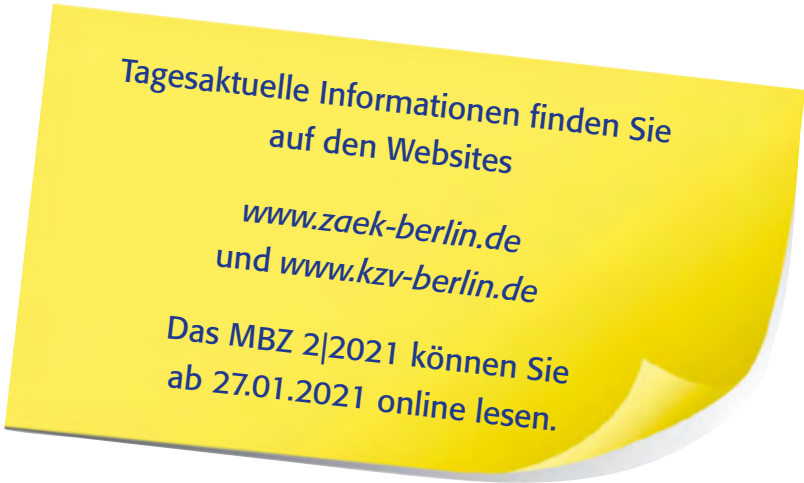 Tagesaktuelle Informationen finden Sie
auf den Websites
www.zaek-berlin.de
und www.kzv-berlin.de
Das MBZ 2|2021 können Sie
ab 27.01.2021 online lesen.